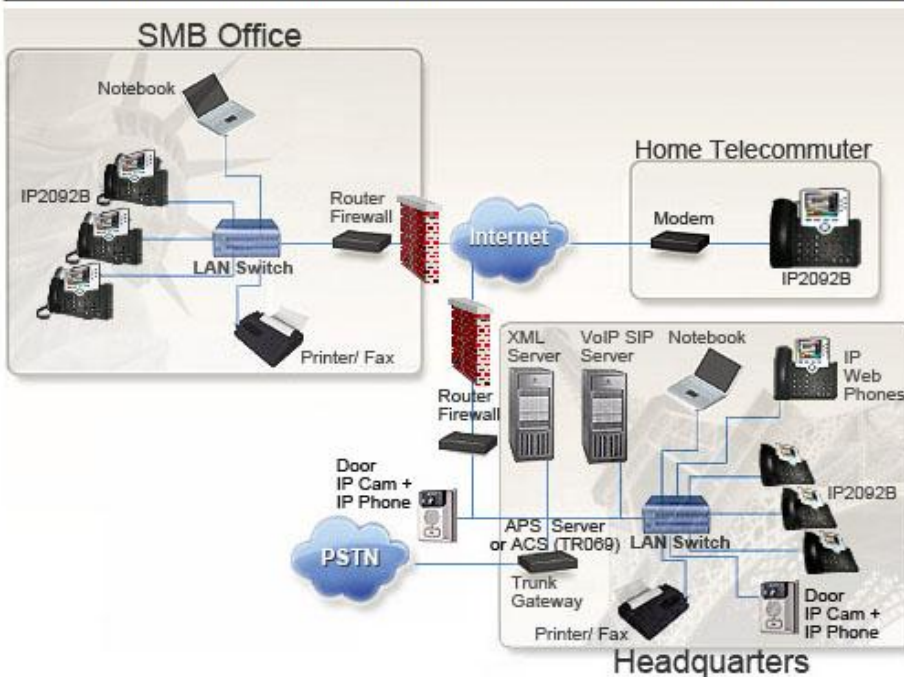 SMB Office
Notebook
IP2092B
Router
Firewall
LAN Switch
Printer/ Fax
Internet
Home Telecommuter
Modem
IP2092B
XML
Server
VoIP SIP
Server
Notebook
IP
Web
Phones
Router
Firewall
Door
IP Cam +
IP Phone
IP2092B
APS Server
or ACS (TR069)
LAN Switch
PSTN
Trunk
Gateway
Door
IP Cam +
IP Phone
Printer/ Fax
Headquarters